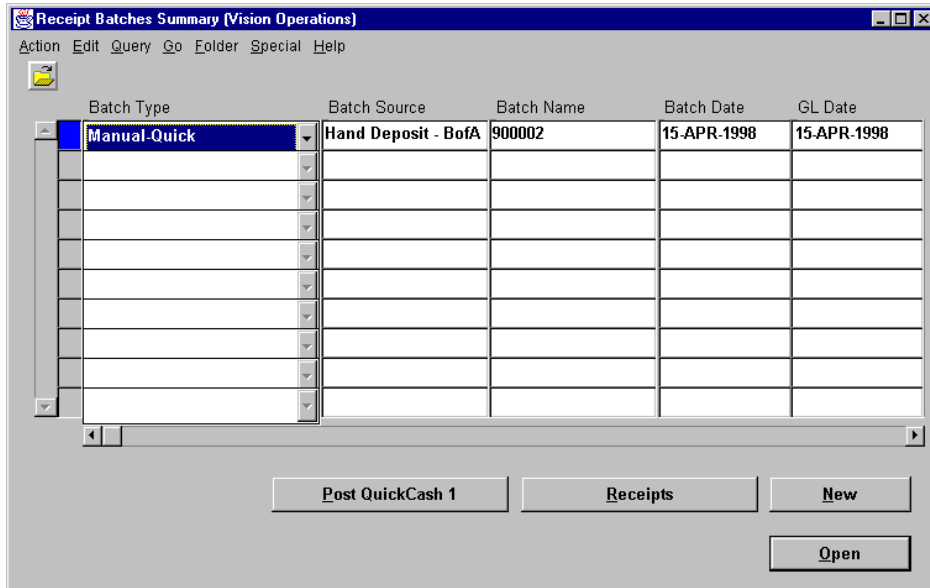 Receipt Batches Summary (Vision Operations)
Action Edit Query Go Folder Special Help
Batch Type Batch Source Batch Name Batch Date GL Date
Manual-Quick Hand Deposit - BofA 900002 15-APR-1998 15-APR-1998
Post QuickCash 1 Receipts New
Open